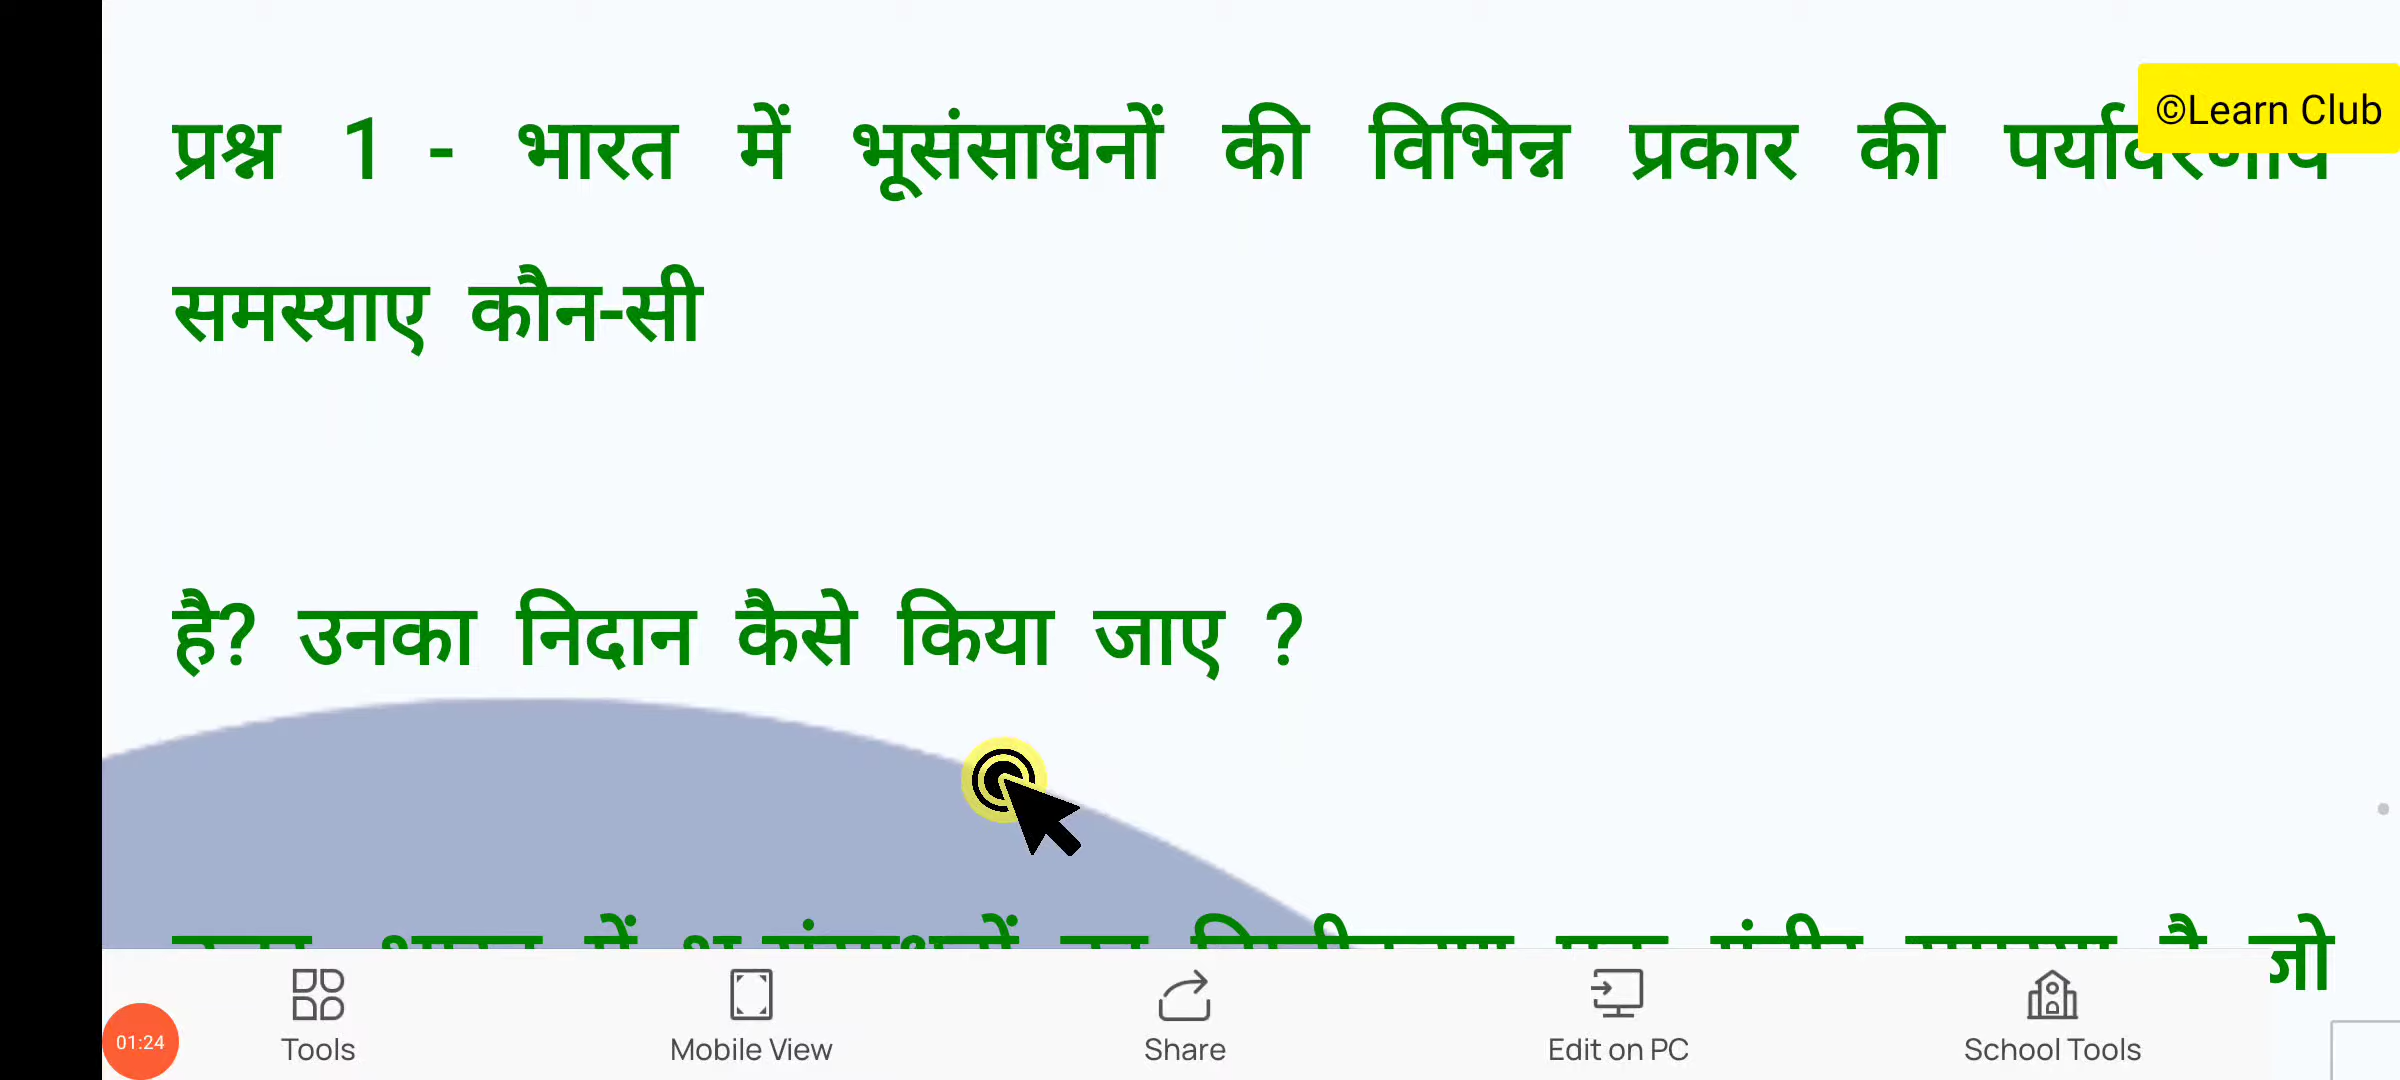 ©Learn Club
प्रश्न 1 - भारत में भूसंसाधनों की विभिन्न प्रकार की
समस्याए कौन-सी
है? उनका निदान कैसे किया जाए ?
जो
01:24
Tools
Mobile View
Share
Edit on PC
School Tools